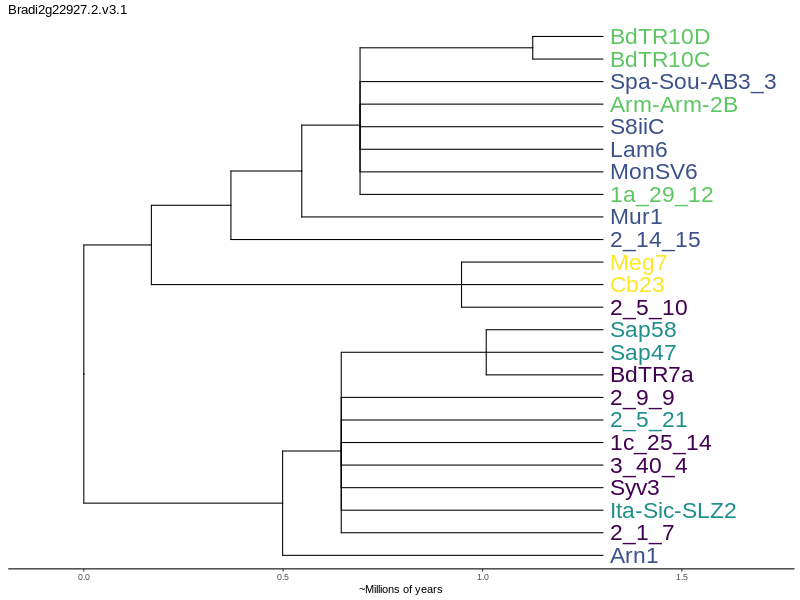 Bradi2g22927.2.v3.1
BdTR10D
BdTR10C
Spa-Sou-AB3_3
Arm-Arm-2B
S8iiC
Lam6
MonSV6
1a_29_12
Mur1
2_14_15
Meg7
Cb23
2_5_10
Sap58
Sap47
BdTR7a
2_9_9
2_5_21
1c_25_14
3_40_4
Syv3
Ita-Sic-SLZ2
2_1_7
Arn1
0.0 0.5 1.0 1.5
~Millions of years